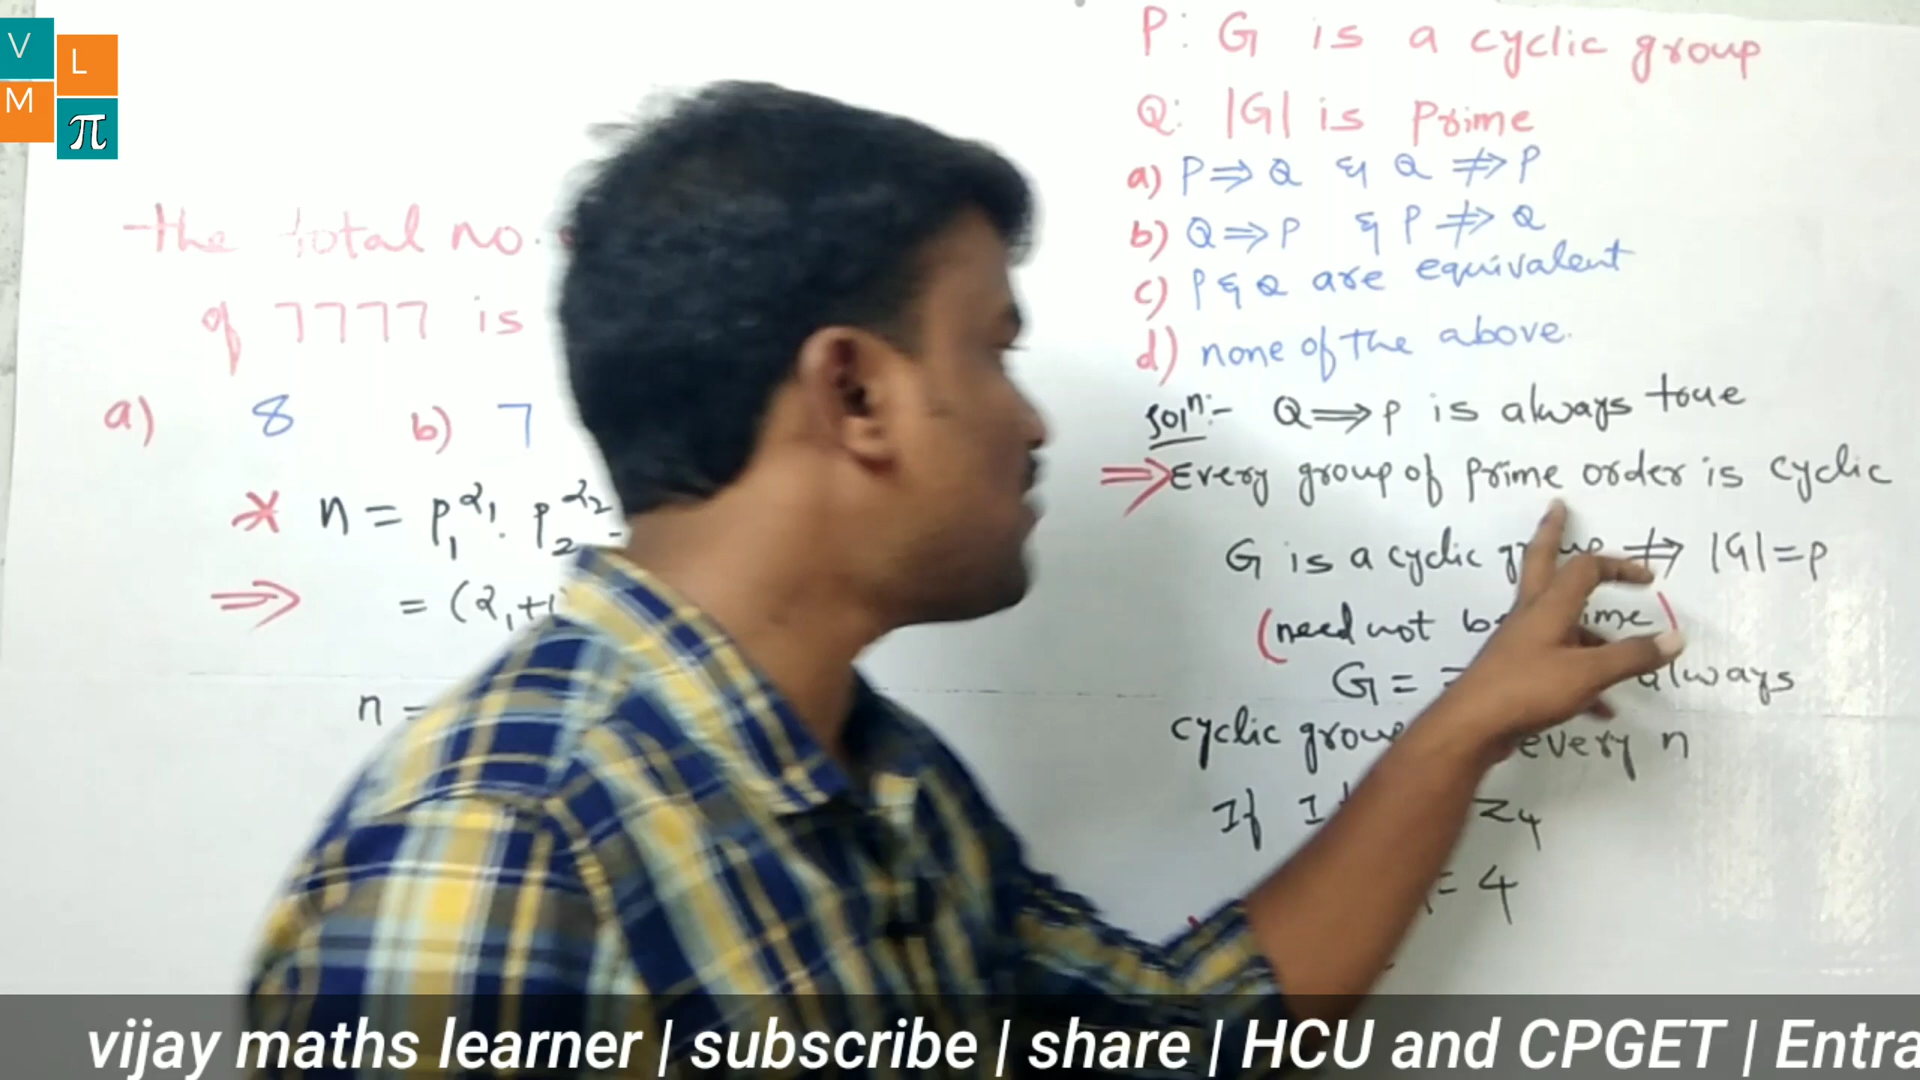 V
L
M
π
the total no.
of 7777 is
a) 8 b) 7
* n = p₁^α₁ . p₂^α₂
⇒ = (α₁+1
n =
P: G is a cyclic group
Q: |G| is prime
a) P ⇒ Q & Q ⇏ P
b) Q ⇒ P & P ⇏ Q
c) P & Q are equivalent
d) none of the above.
Solⁿ:- Q ⇒ P is always true
⇒ Every group of prime order is cyclic
G is a cyclic ⇏ |G| = p
(need not
G = always
cyclic every n
If Z₄
= 4
vijay maths learner | subscribe | share | HCU and CPGET | Entra